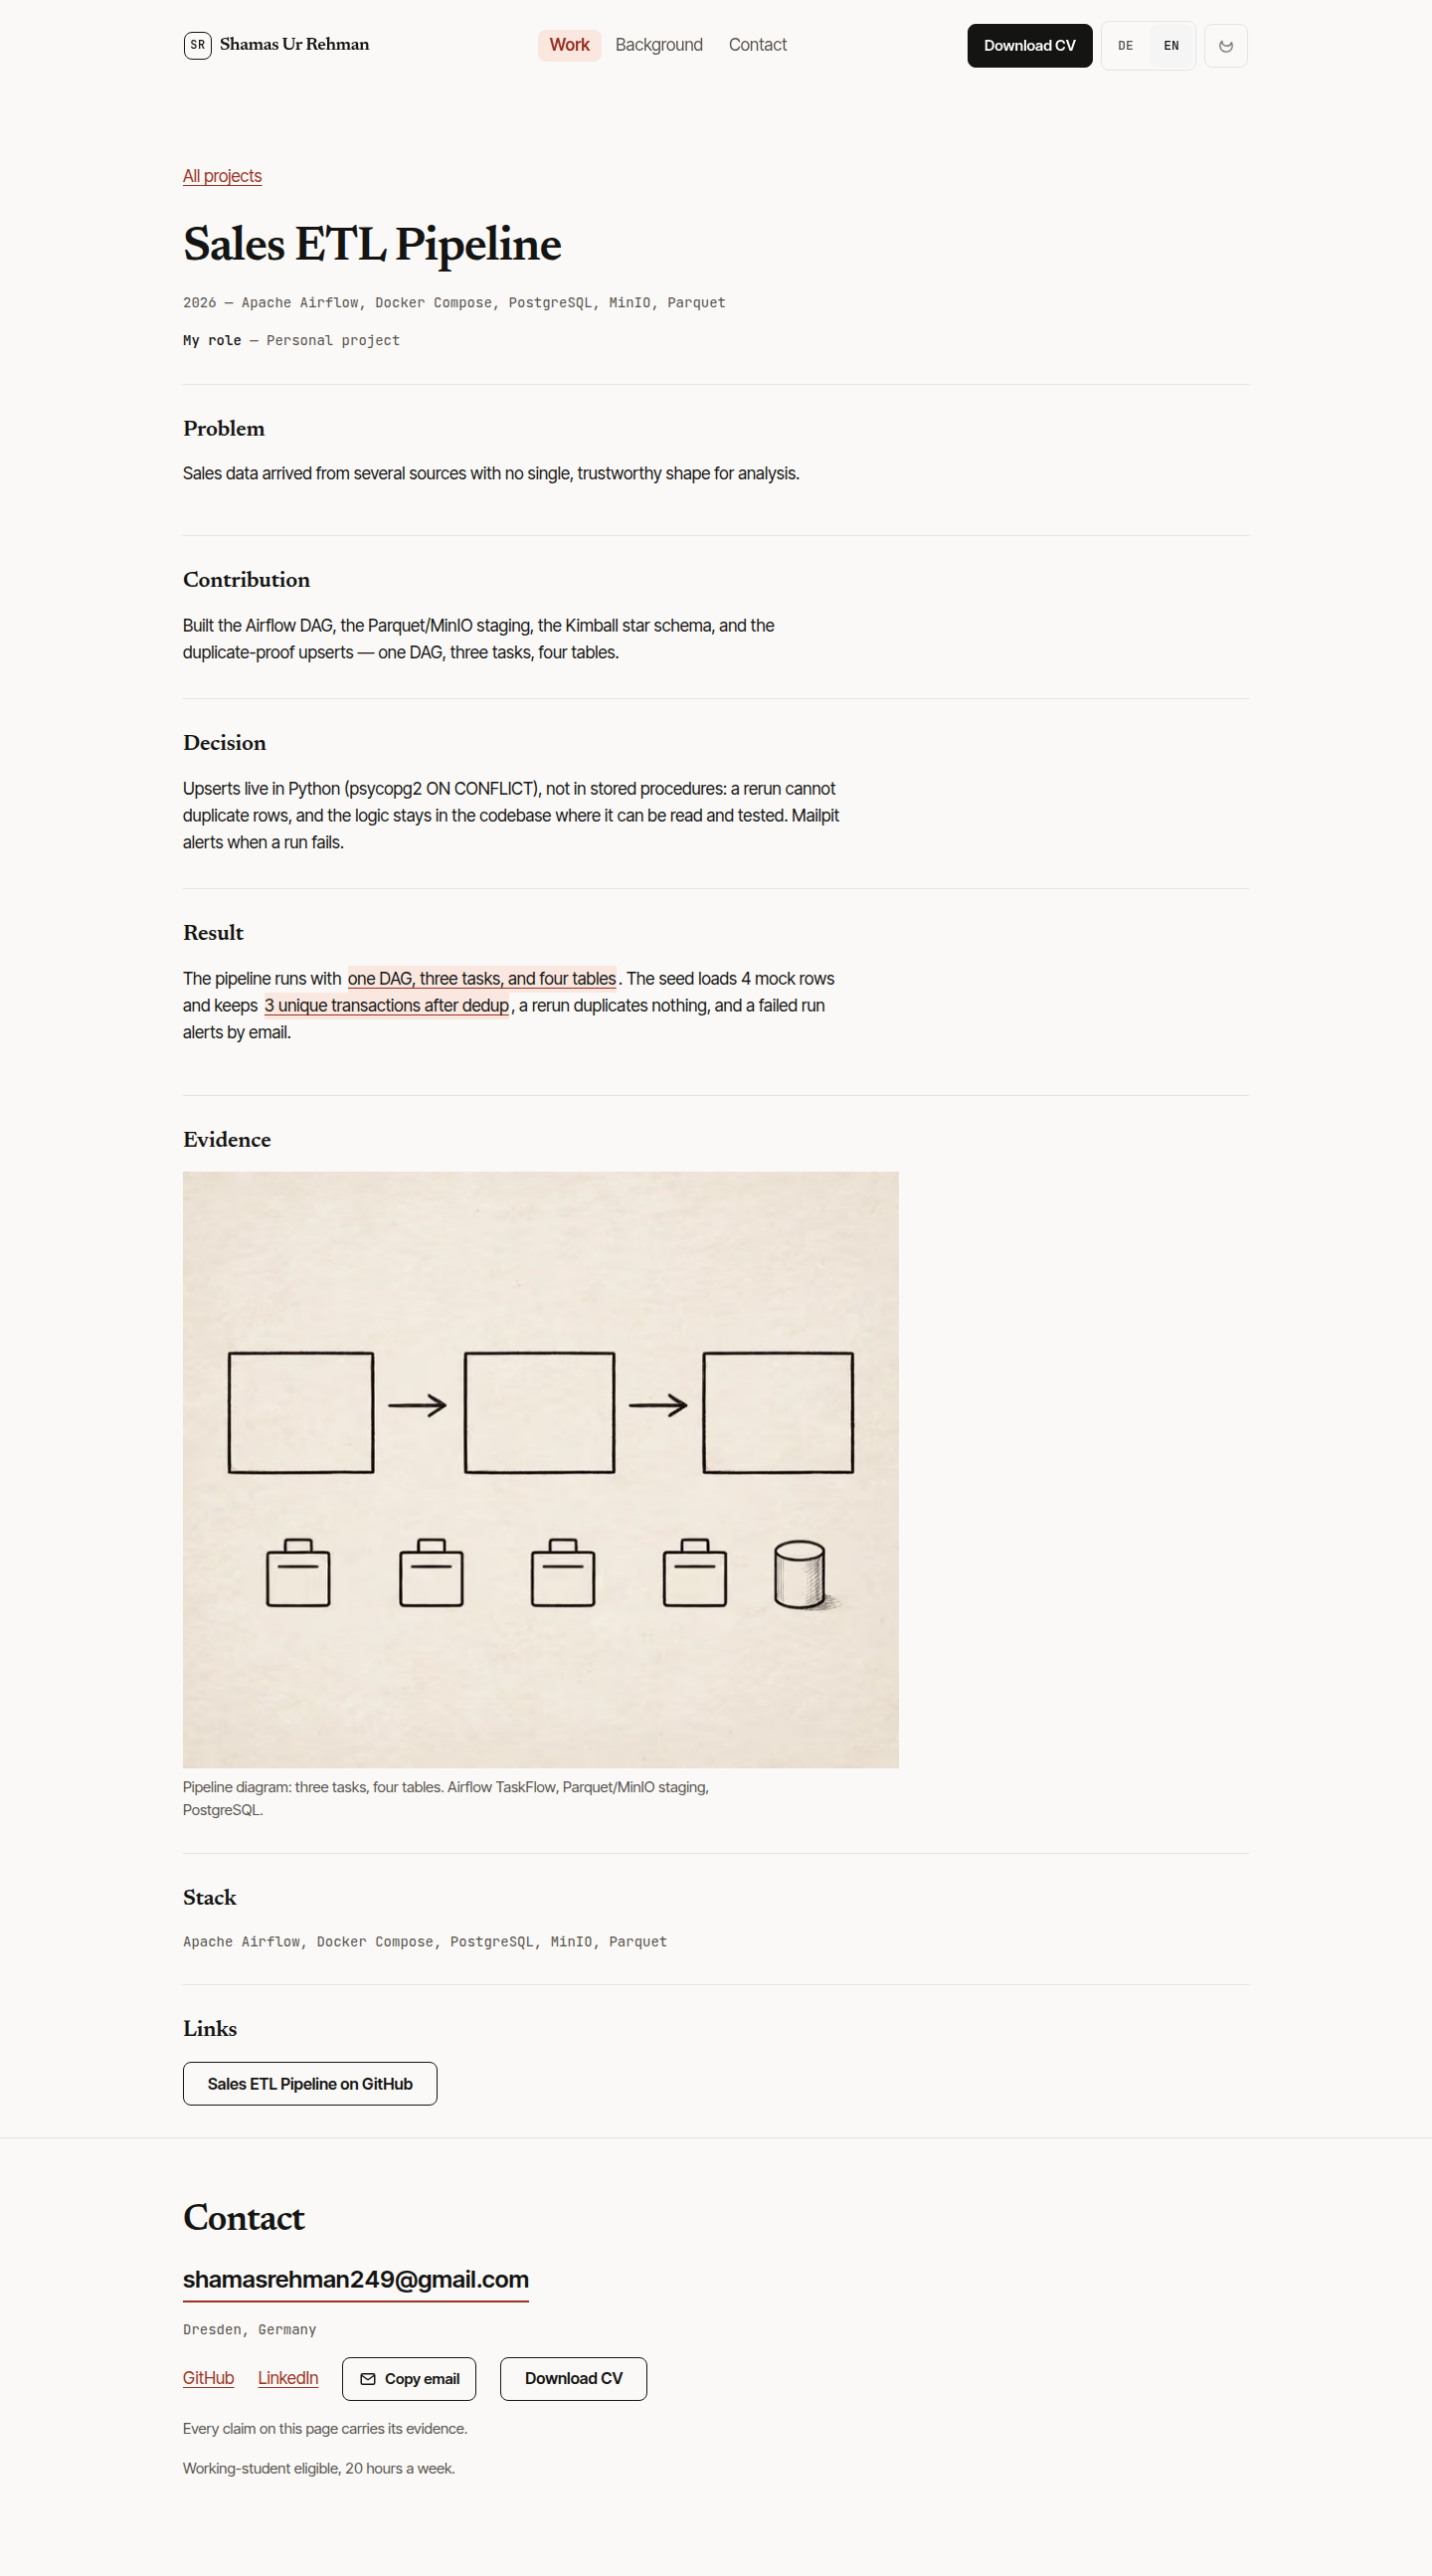 SR Shamas Ur Rehman Work Background Contact Download CV DE EN
All projects
Sales ETL Pipeline
2026 — Apache Airflow, Docker Compose, PostgreSQL, MinIO, Parquet
My role — Personal project
Problem
Sales data arrived from several sources with no single, trustworthy shape for analysis.
Contribution
Built the Airflow DAG, the Parquet/MinIO staging, the Kimball star schema, and the
duplicate-proof upserts — one DAG, three tasks, four tables.
Decision
Upserts live in Python (psycopg2 ON CONFLICT), not in stored procedures: a rerun cannot
duplicate rows, and the logic stays in the codebase where it can be read and tested. Mailpit
alerts when a run fails.
Result
The pipeline runs with one DAG, three tasks, and four tables. The seed loads 4 mock rows
and keeps 3 unique transactions after dedup, a rerun duplicates nothing, and a failed run
alerts by email.
Evidence
Pipeline diagram: three tasks, four tables. Airflow TaskFlow, Parquet/MinIO staging,
PostgreSQL.
Stack
Apache Airflow, Docker Compose, PostgreSQL, MinIO, Parquet
Links
Sales ETL Pipeline on GitHub
Contact
shamasrehman249@gmail.com
Dresden, Germany
GitHub LinkedIn Copy email Download CV
Every claim on this page carries its evidence.
Working-student eligible, 20 hours a week.